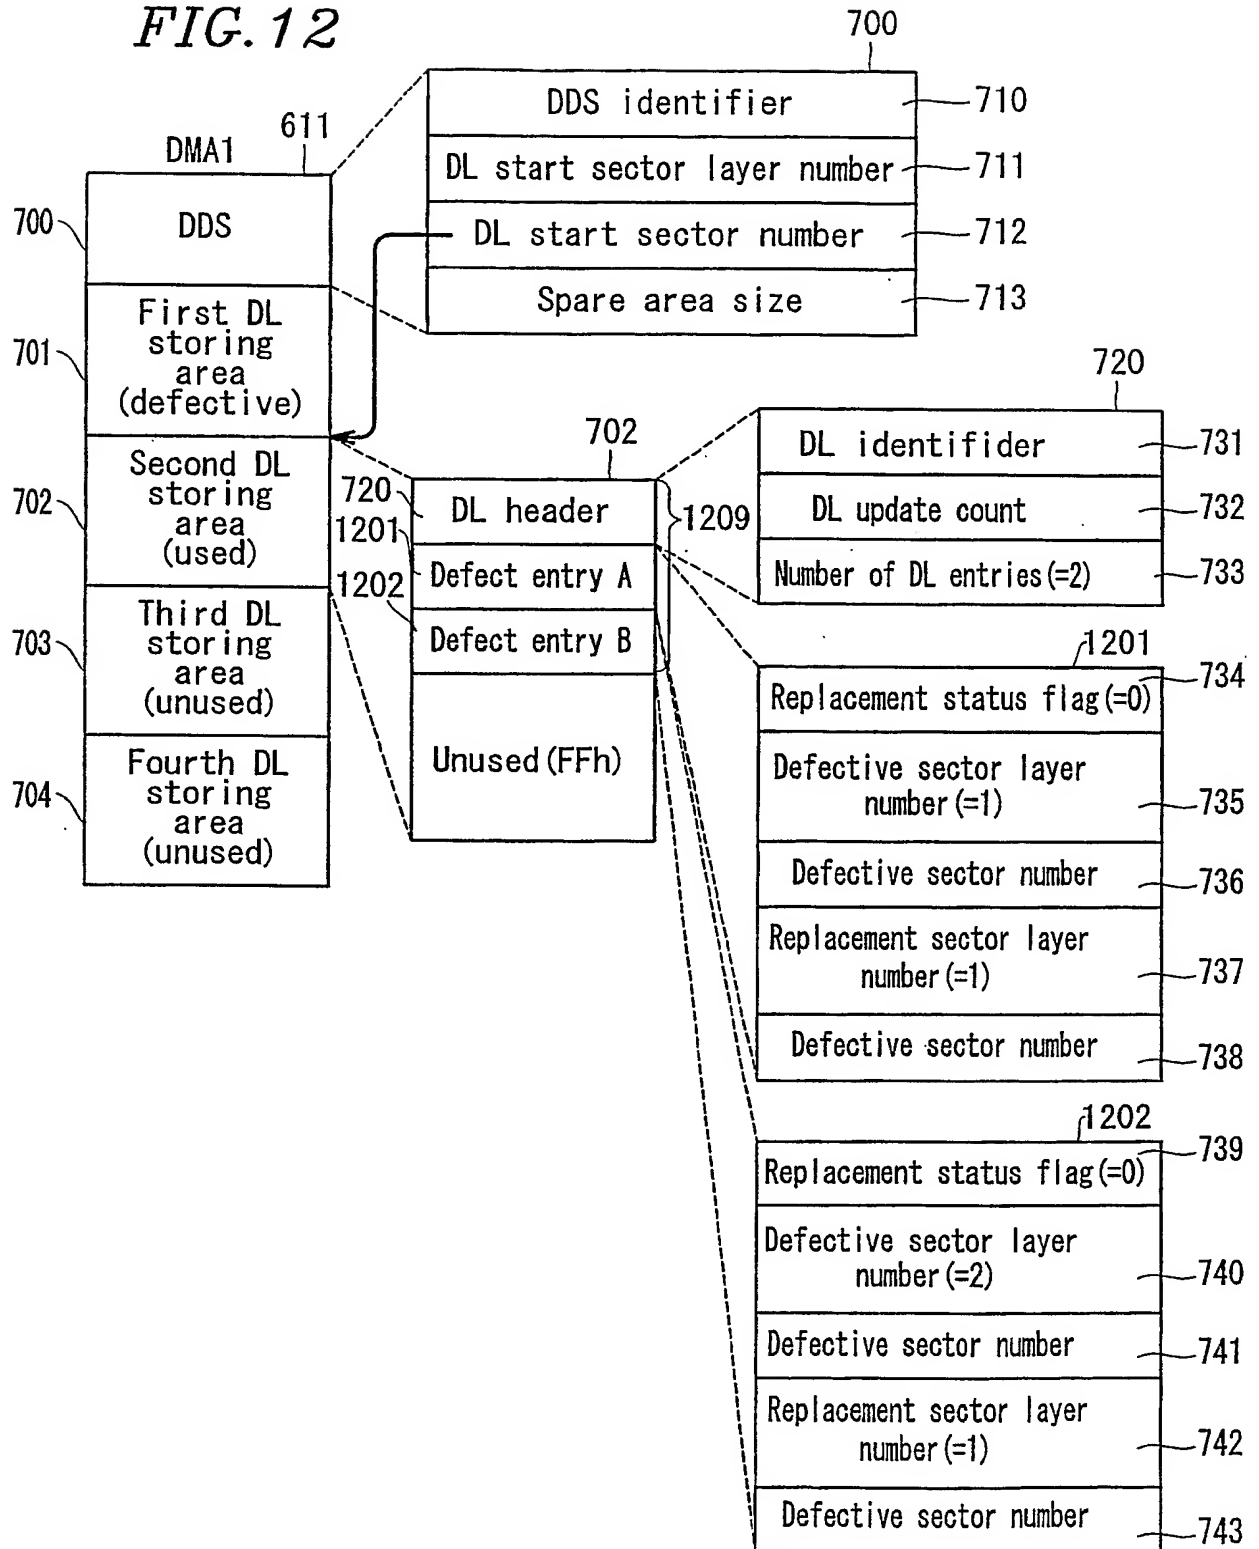 FIG. 12
700
DDS identifier
710
DL start sector layer number
711
DL start sector number
712
Spare area size
713
DMA1
611
700
DDS
701
First DL
storing
area
(defective)
702
Second DL
storing
area
(used)
703
Third DL
storing
area
(unused)
704
Fourth DL
storing
area
(unused)
702
720
DL header
1209
1201
Defect entry A
1202
Defect entry B
Unused(FFh)
720
DL identifider
731
DL update count
732
Number of DL entries(=2)
733
1201
Replacement status flag(=0)
734
Defective sector layer
number(=1)
735
Defective sector number
736
Replacement sector layer
number(=1)
737
Defective sector number
738
1202
Replacement status flag(=0)
739
Defective sector layer
number(=2)
740
Defective sector number
741
Replacement sector layer
number(=1)
742
Defective sector number
743